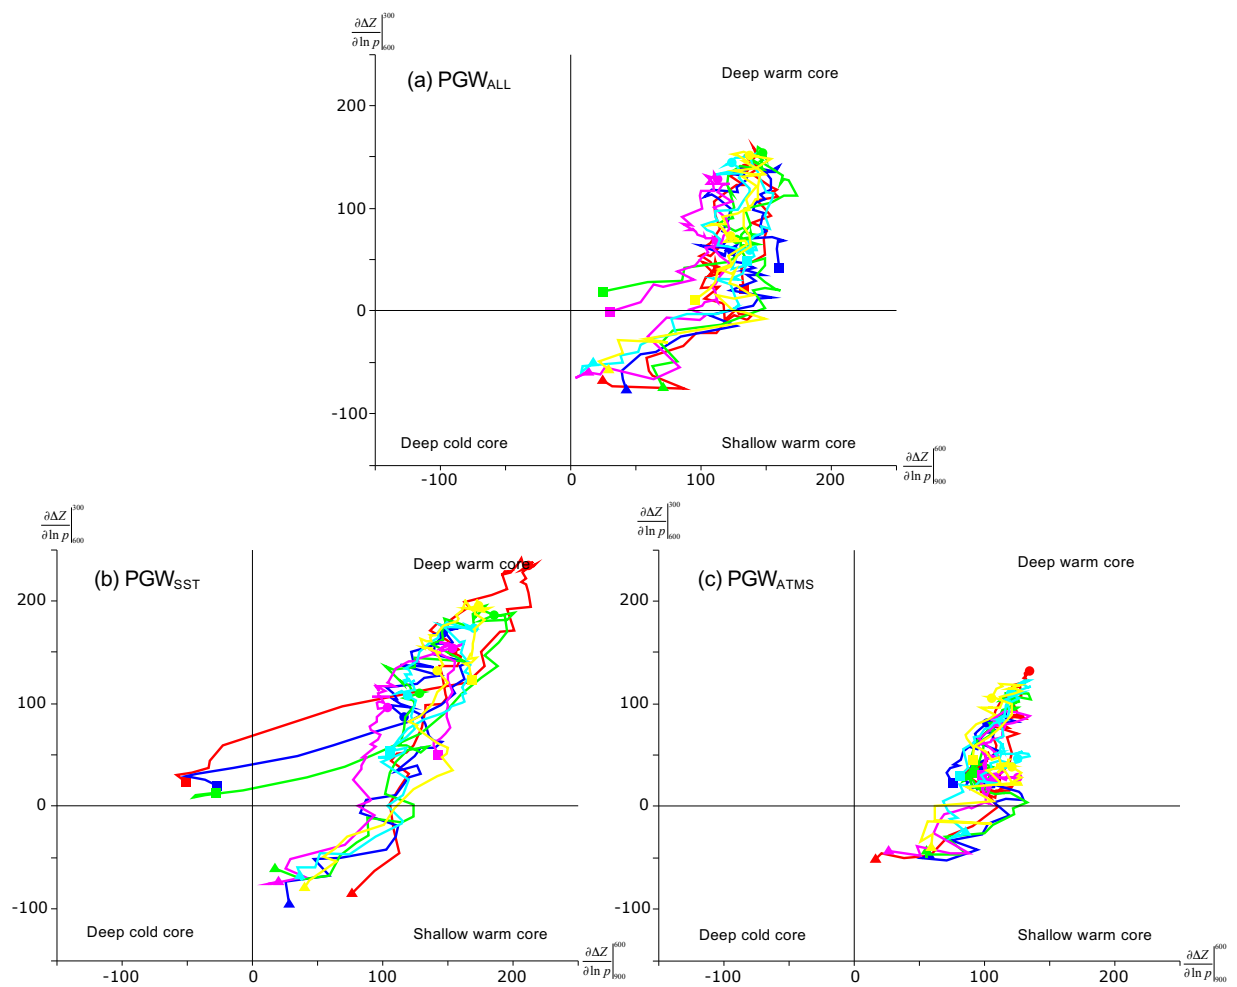 ∂ΔZ
∂ln p |300 600
(a) PGWALL
Deep warm core
200
100
0
-100
Deep cold core
Shallow warm core
∂ΔZ
∂ln p |600 900
-100 0 100 200
∂ΔZ
∂ln p |300 600
(b) PGWSST
Deep warm core
200
100
0
-100
Deep cold core
Shallow warm core
∂ΔZ
∂ln p |600 900
-100 0 100 200
∂ΔZ
∂ln p |300 600
(c) PGWATMS
Deep warm core
200
100
0
-100
Deep cold core
Shallow warm core
∂ΔZ
∂ln p |600 900
-100 0 100 200